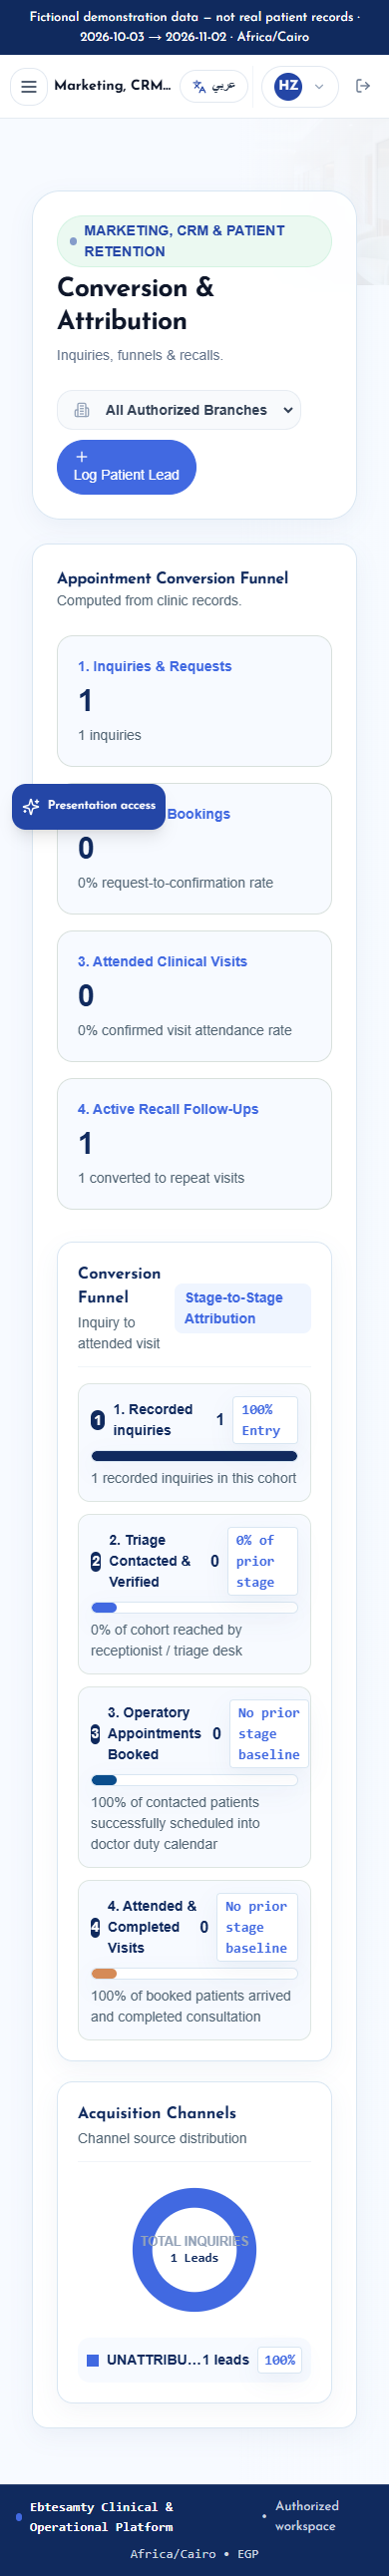 Fictional demonstration data — not real patient records ·
2026-10-03 → 2026-11-02 · Africa/Cairo
Marketing, CRM...
عربي
HZ
MARKETING, CRM & PATIENT
RETENTION
Conversion &
Attribution
Inquiries, funnels & recalls.
All Authorized Branches
Log Patient Lead
Appointment Conversion Funnel
Computed from clinic records.
1. Inquiries & Requests
1
1 inquiries
Presentation access
Bookings
0
0% request-to-confirmation rate
3. Attended Clinical Visits
0
0% confirmed visit attendance rate
4. Active Recall Follow-Ups
1
1 converted to repeat visits
Conversion
Funnel
Inquiry to
attended visit
Stage-to-Stage
Attribution
1
1. Recorded
inquiries
1
100%
Entry
1 recorded inquiries in this cohort
2
2. Triage
Contacted &
Verified
0
0% of
prior
stage
0% of cohort reached by
receptionist / triage desk
3
3. Operatory
Appointments
Booked
0
No prior
stage
baseline
100% of contacted patients
successfully scheduled into
doctor duty calendar
4
4. Attended &
Completed
Visits
0
No prior
stage
baseline
100% of booked patients arrived
and completed consultation
Acquisition Channels
Channel source distribution
TOTAL INQUIRIES
1 Leads
UNATTRIBU...
1 leads
100%
Ebtesamty Clinical &
Operational Platform
• Authorized
workspace
Africa/Cairo • EGP